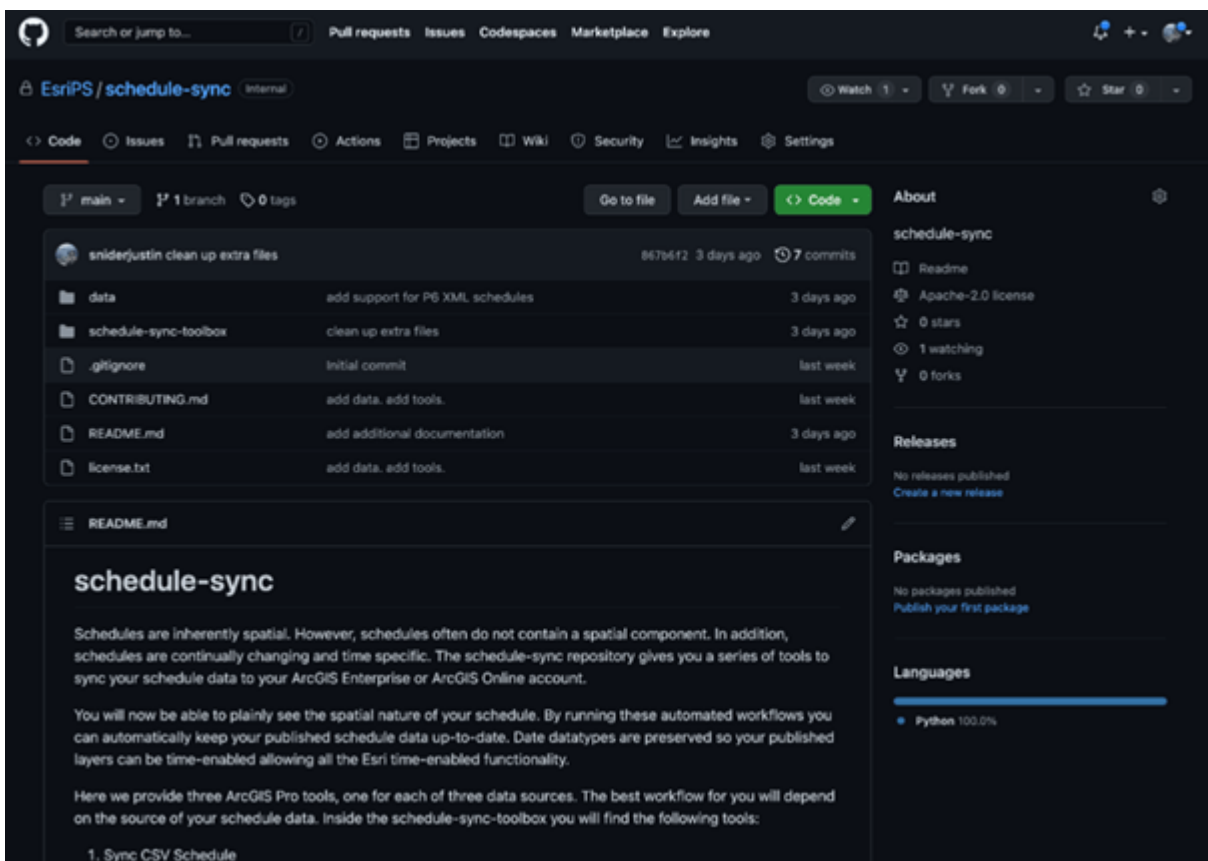 Search or jump to... / Pull requests Issues Codespaces Marketplace Explore
EsriPS / schedule-sync Internal Watch 1 Fork 0 Star 0
<> Code Issues Pull requests Actions Projects Wiki Security Insights Settings
main 1 branch 0 tags Go to file Add file <> Code
sniderjustin clean up extra files 867b6f2 3 days ago 7 commits
data add support for P6 XML schedules 3 days ago
schedule-sync-toolbox clean up extra files 3 days ago
.gitignore Initial commit last week
CONTRIBUTING.md add data. add tools. last week
README.md add additional documentation 3 days ago
license.txt add data. add tools. last week
README.md
schedule-sync
Schedules are inherently spatial. However, schedules often do not contain a spatial component. In addition,
schedules are continually changing and time specific. The schedule-sync repository gives you a series of tools to
sync your schedule data to your ArcGIS Enterprise or ArcGIS Online account.
You will now be able to plainly see the spatial nature of your schedule. By running these automated workflows you
can automatically keep your published schedule data up-to-date. Date datatypes are preserved so your published
layers can be time-enabled allowing all the Esri time-enabled functionality.
Here we provide three ArcGIS Pro tools, one for each of three data sources. The best workflow for you will depend
on the source of your schedule data. Inside the schedule-sync-toolbox you will find the following tools:
1. Sync CSV Schedule
About
schedule-sync
Readme
Apache-2.0 license
0 stars
1 watching
0 forks
Releases
No releases published
Create a new release
Packages
No packages published
Publish your first package
Languages
Python 100.0%